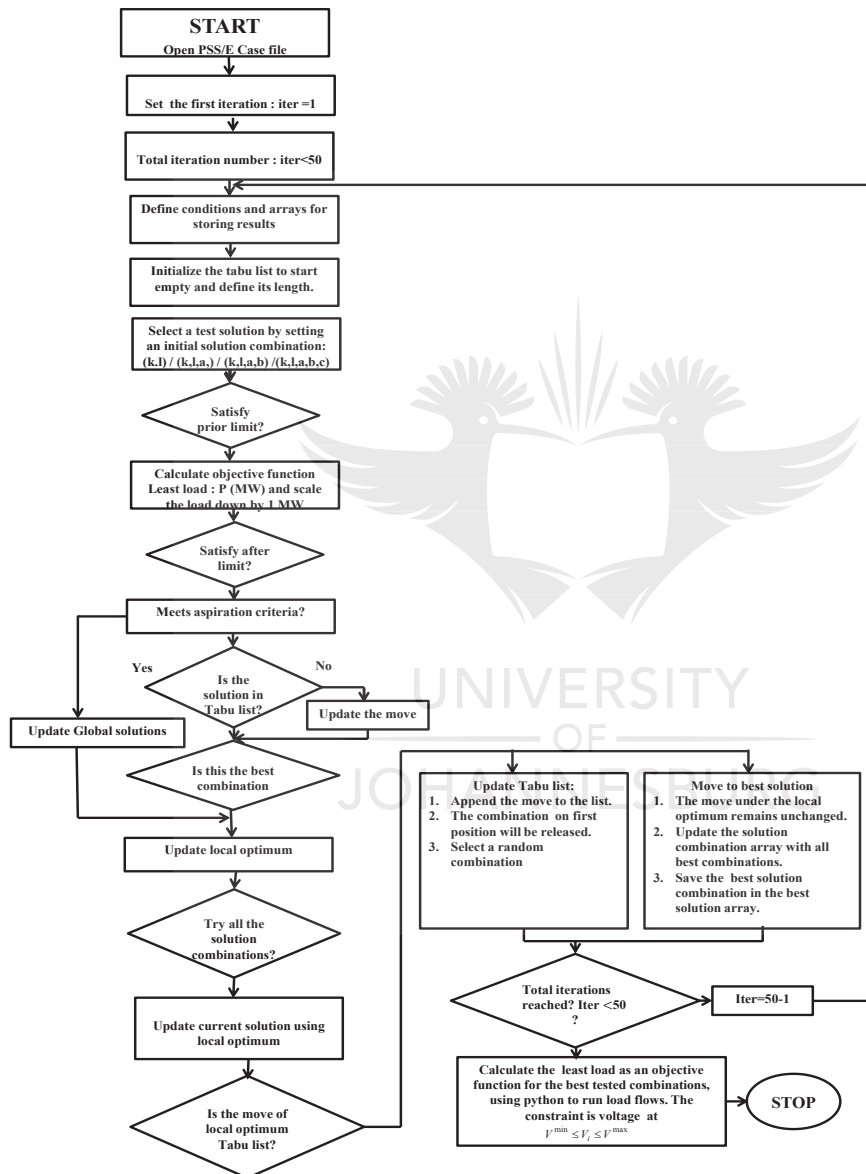 START
Open PSS/E Case file
Set the first iteration : iter =1
Total iteration number : iter<50
Define conditions and arrays for
storing results
Initialize the tabu list to start
empty and define its length.
Select a test solution by setting
an initial solution combination:
(k.l) / (k,l,a,) / (k,l,a,b) /(k,l,a,b,c)
Satisfy
prior limit?
Calculate objective function
Least load : P (MW) and scale
the load down by 1 MW
Satisfy after
limit?
Meets aspiration criteria?
Yes
No
Is the
solution in
Tabu list?
Update the move
Update Global solutions
Is this the best
combination
Update local optimum
Try all the
solution
combinations?
Update current solution using
local optimum
Is the move of
local optimum
Tabu list?
Update Tabu list:
1. Append the move to the list.
2. The combination on first
position will be released.
3. Select a random
combination
Move to best solution
1. The move under the local
optimum remains unchanged.
2. Update the solution
combination array with all
best combinations.
3. Save the best solution
combination in the best
solution array.
Total iterations
reached? Iter <50
?
Iter=50-1
Calculate the least load as an objective
function for the best tested combinations,
using python to run load flows. The
constraint is voltage at
V^min ≤ V_i ≤ V^max
STOP
UNIVERSITY
OF
JOHANNESBURG